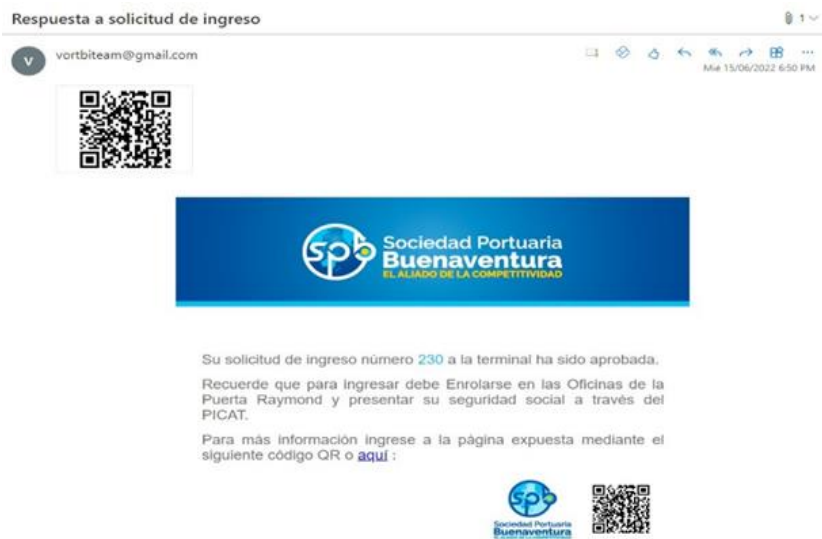 Respuesta a solicitud de ingreso
1
V
vortbiteam@gmail.com
Mié 15/06/2022 6:50 PM
spb Sociedad Portuaria
Buenaventura
EL ALIADO DE LA COMPETITIVIDAD
Su solicitud de ingreso número 230 a la terminal ha sido aprobada.
Recuerde que para ingresar debe Enrolarse en las Oficinas de la
Puerta Raymond y presentar su seguridad social a través del
PICAT.
Para más información ingrese a la página expuesta mediante el
siguiente código QR o aquí :
spb
Sociedad Portuaria
Buenaventura